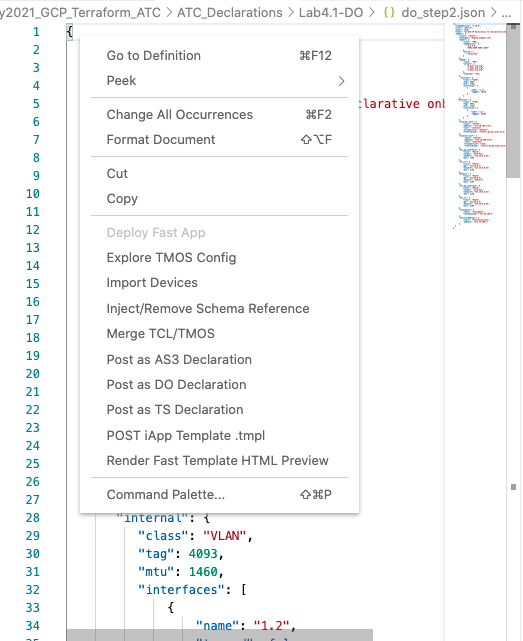 y2021_GCP_Terraform_ATC > ATC_Declarations > Lab4.1-DO > {} do_step2.json > ...
1 {
2
3 Go to Definition ⌘F12
4 Peek >
5 clarative onb
6 Change All Occurrences ⌘F2
7 Format Document ⇧⌥F
8
9 Cut
10 Copy
11
12 Deploy Fast App
13 Explore TMOS Config
14
15 Import Devices
16 Inject/Remove Schema Reference
17
18 Merge TCL/TMOS
19 Post as AS3 Declaration
20
21 Post as DO Declaration
22 Post as TS Declaration
23
24 POST iApp Template .tmpl
25 Render Fast Template HTML Preview
26
27 Command Palette... ⇧⌘P
28 "internal": {
29 "class": "VLAN",
30 "tag": 4093,
31 "mtu": 1460,
32 "interfaces": [
33 {
34 "name": "1.2",